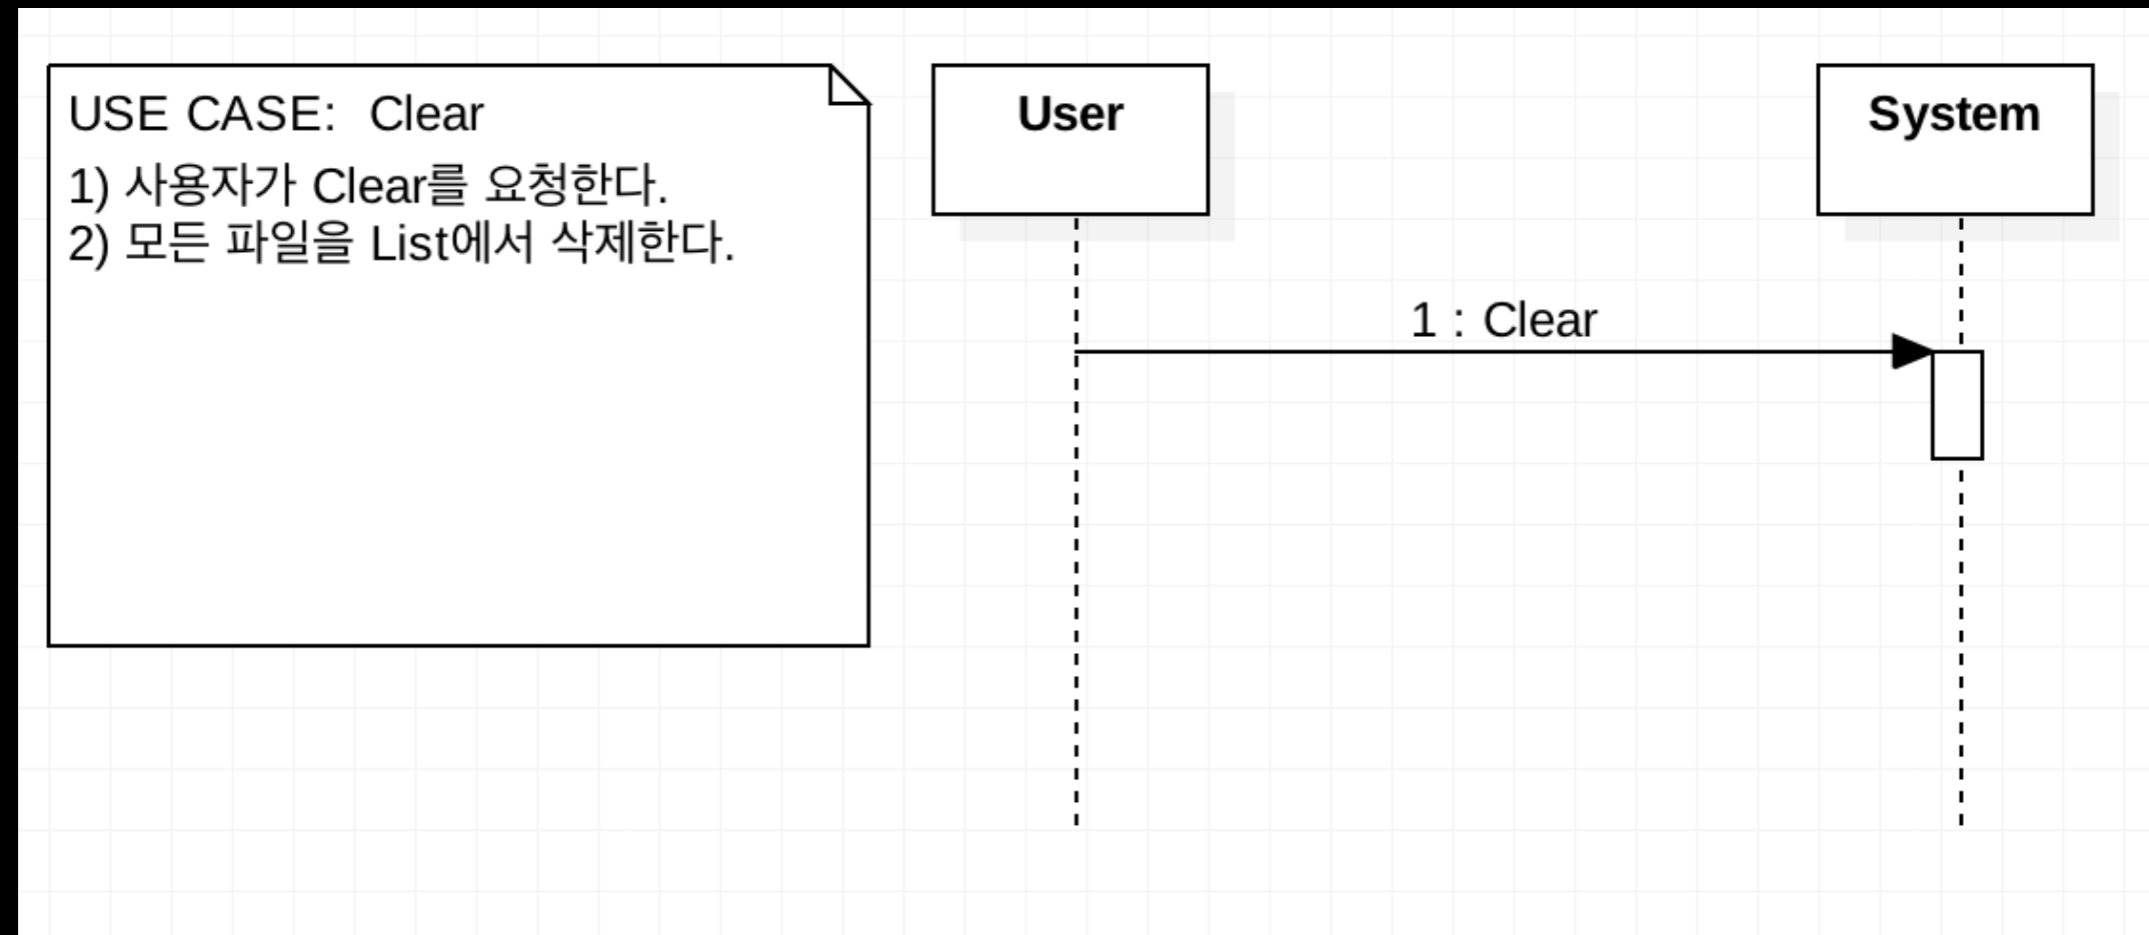 USE CASE: Clear
1) 사용자가 Clear를 요청한다.
2) 모든 파일을 List에서 삭제한다.
User
System
1 : Clear